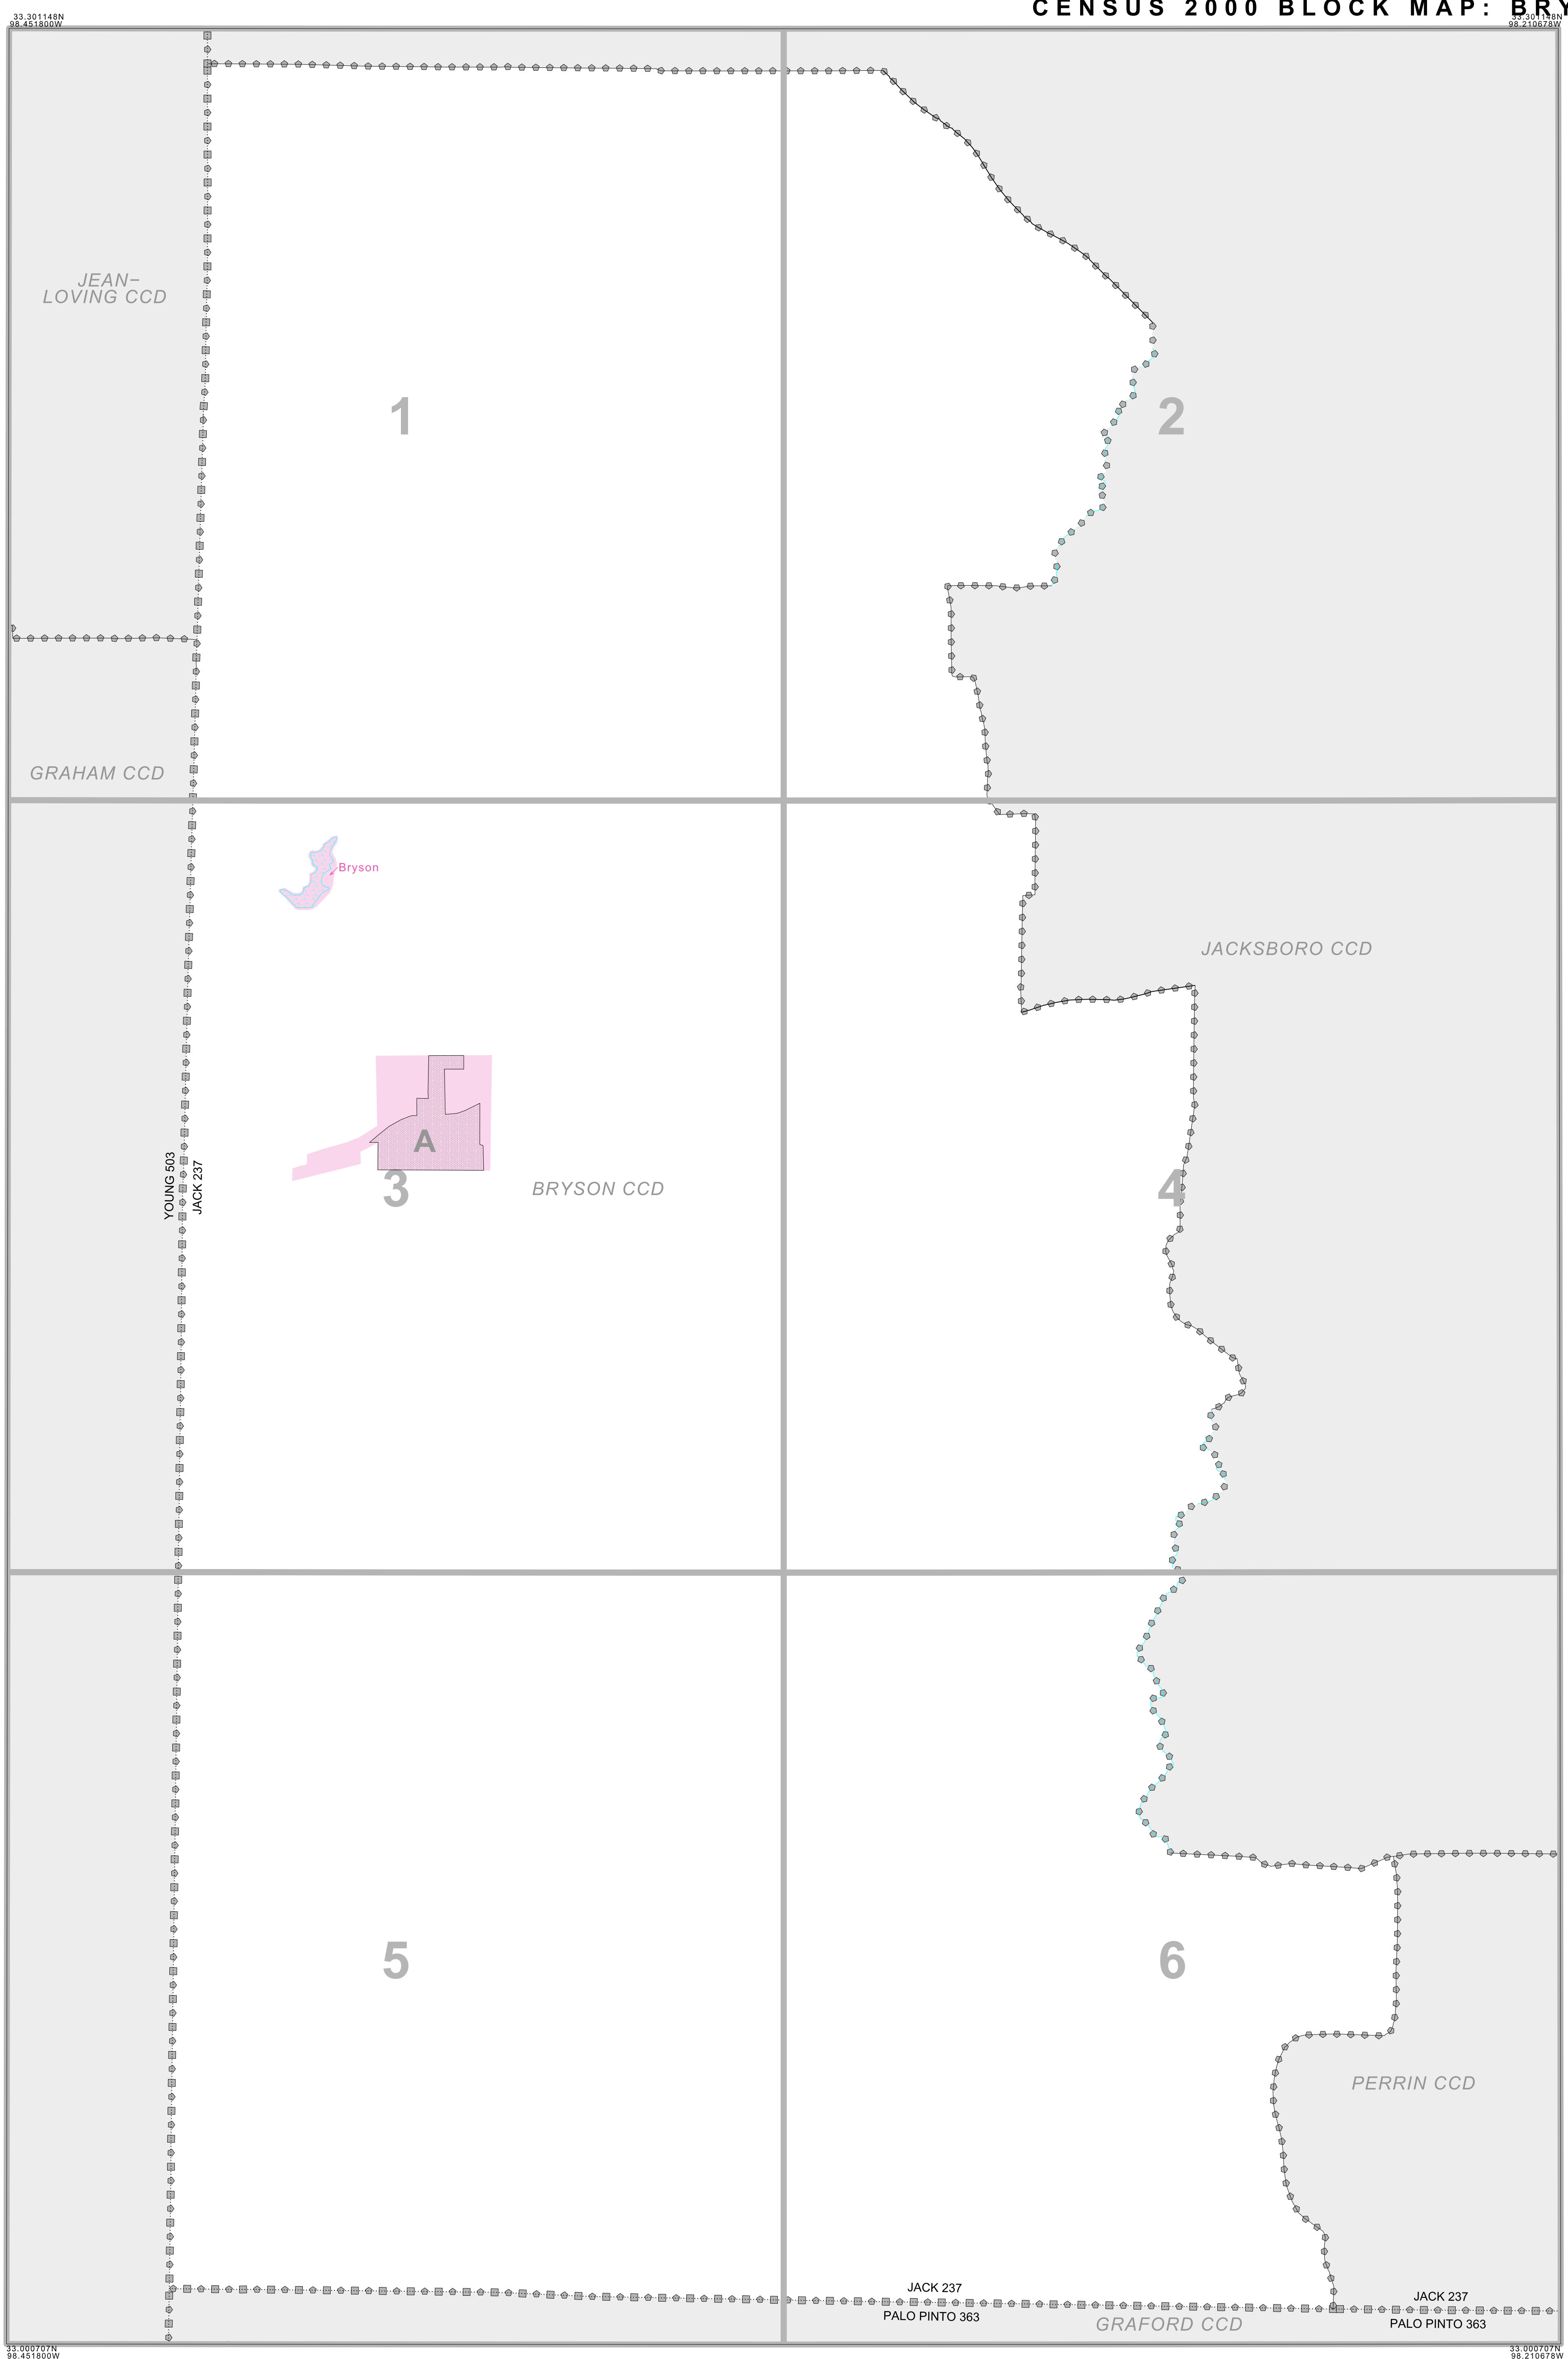 CENSUS 2000 BLOCK MAP: BRY
33.301148N
98.451800W
33.301148N
98.210678W
JEAN–
LOVING CCD
1
2
GRAHAM CCD
Bryson
JACKSBORO CCD
A
YOUNG 503
JACK 237
3
BRYSON CCD
4
5
6
PERRIN CCD
JACK 237
PALO PINTO 363
GRAFORD CCD
JACK 237
PALO PINTO 363
33.000707N
98.451800W
33.000707N
98.210678W